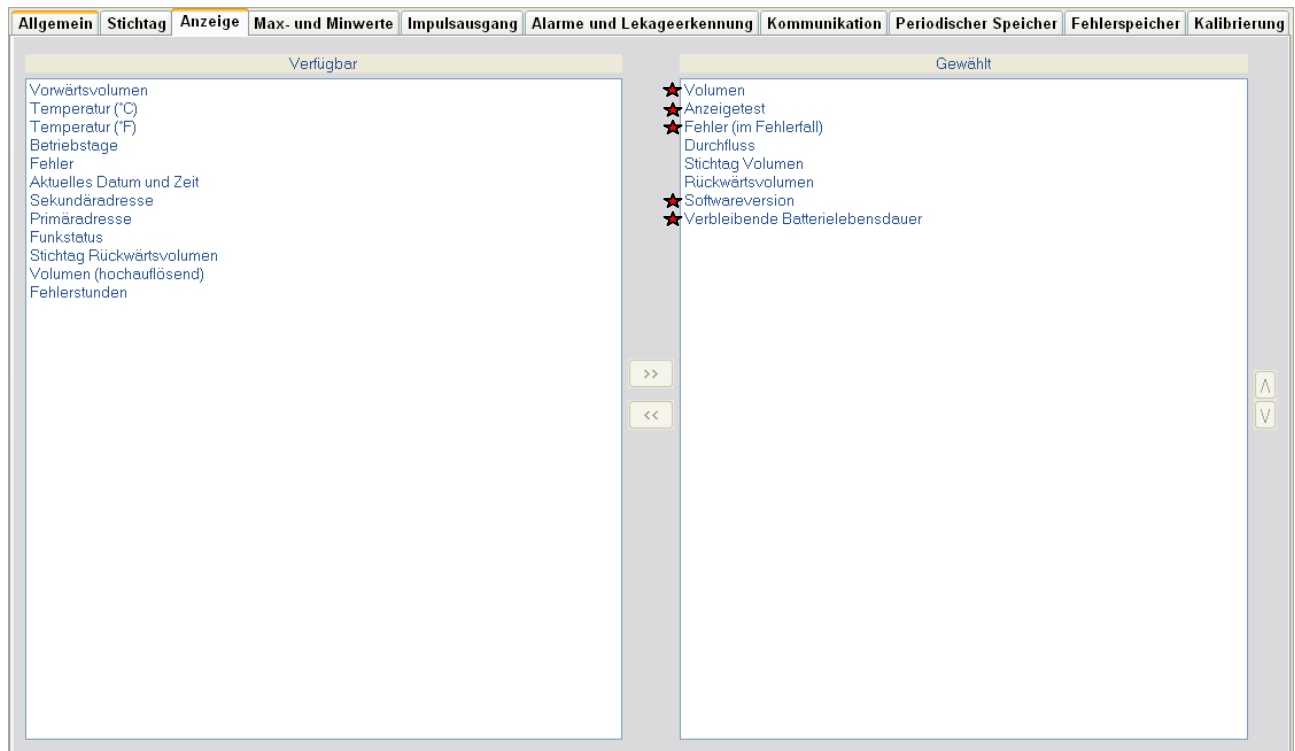 Allgemein Stichtag Anzeige Max- und Minwerte Impulsausgang Alarme und Lekageerkennung Kommunikation Periodischer Speicher Fehlerspeicher Kalibrierung
Verfügbar
Vorwärtsvolumen
Temperatur (°C)
Temperatur (°F)
Betriebstage
Fehler
Aktuelles Datum und Zeit
Sekundäradresse
Primäradresse
Funkstatus
Stichtag Rückwärtsvolumen
Volumen (hochauflösend)
Fehlerstunden
>>
<<
Gewählt
Volumen
Anzeigetest
Fehler (im Fehlerfall)
Durchfluss
Stichtag Volumen
Rückwärtsvolumen
Softwareversion
Verbleibende Batterielebensdauer